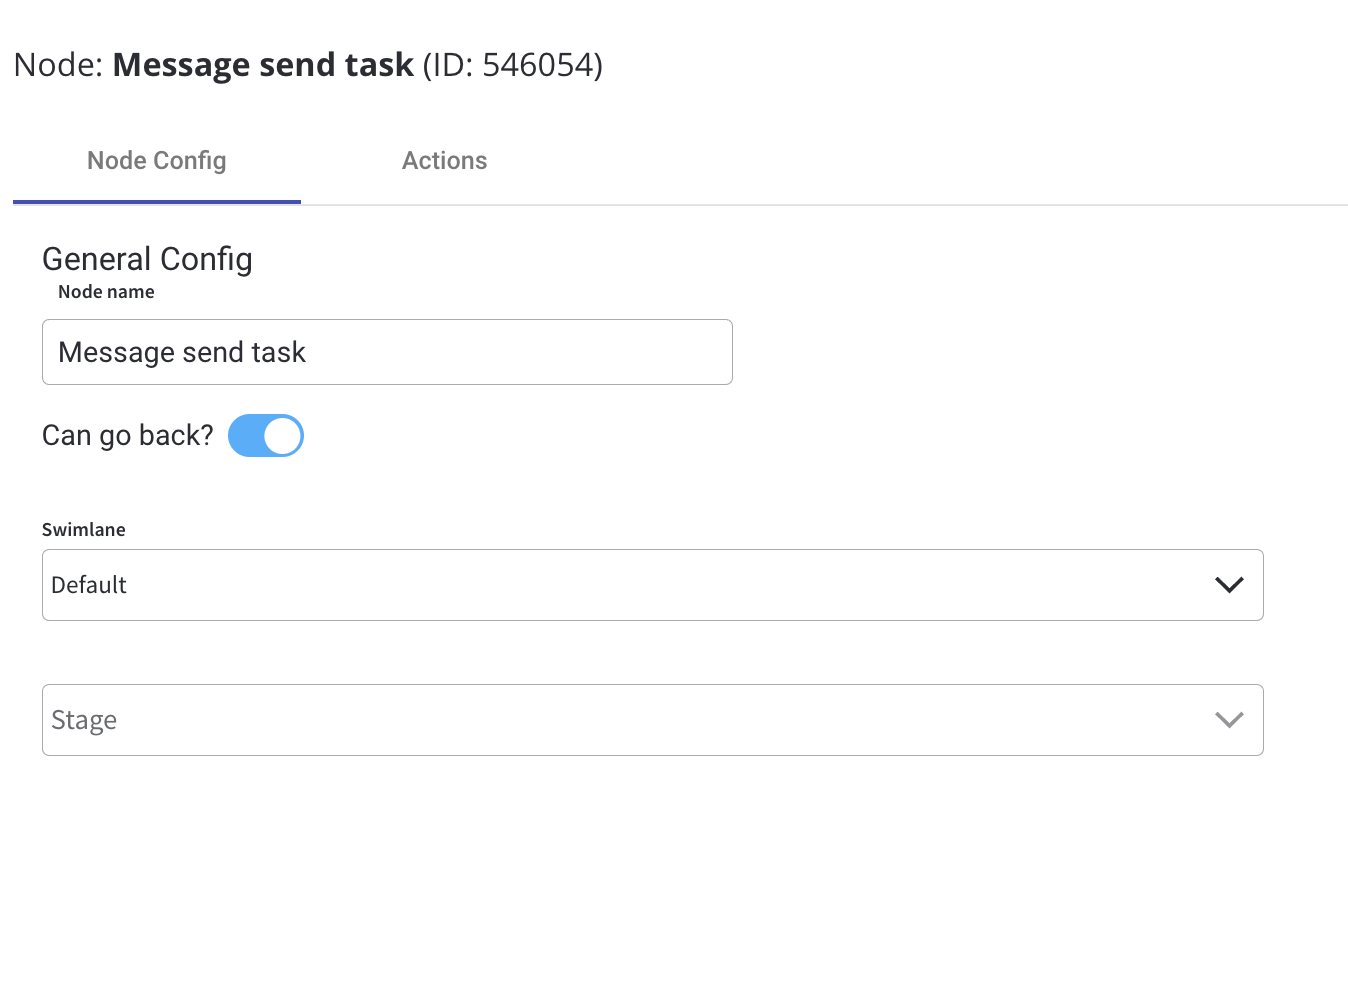 Node: Message send task (ID: 546054)
Node Config
Actions
General Config
Node name
Message send task
Can go back?
Swimlane
Default
Stage